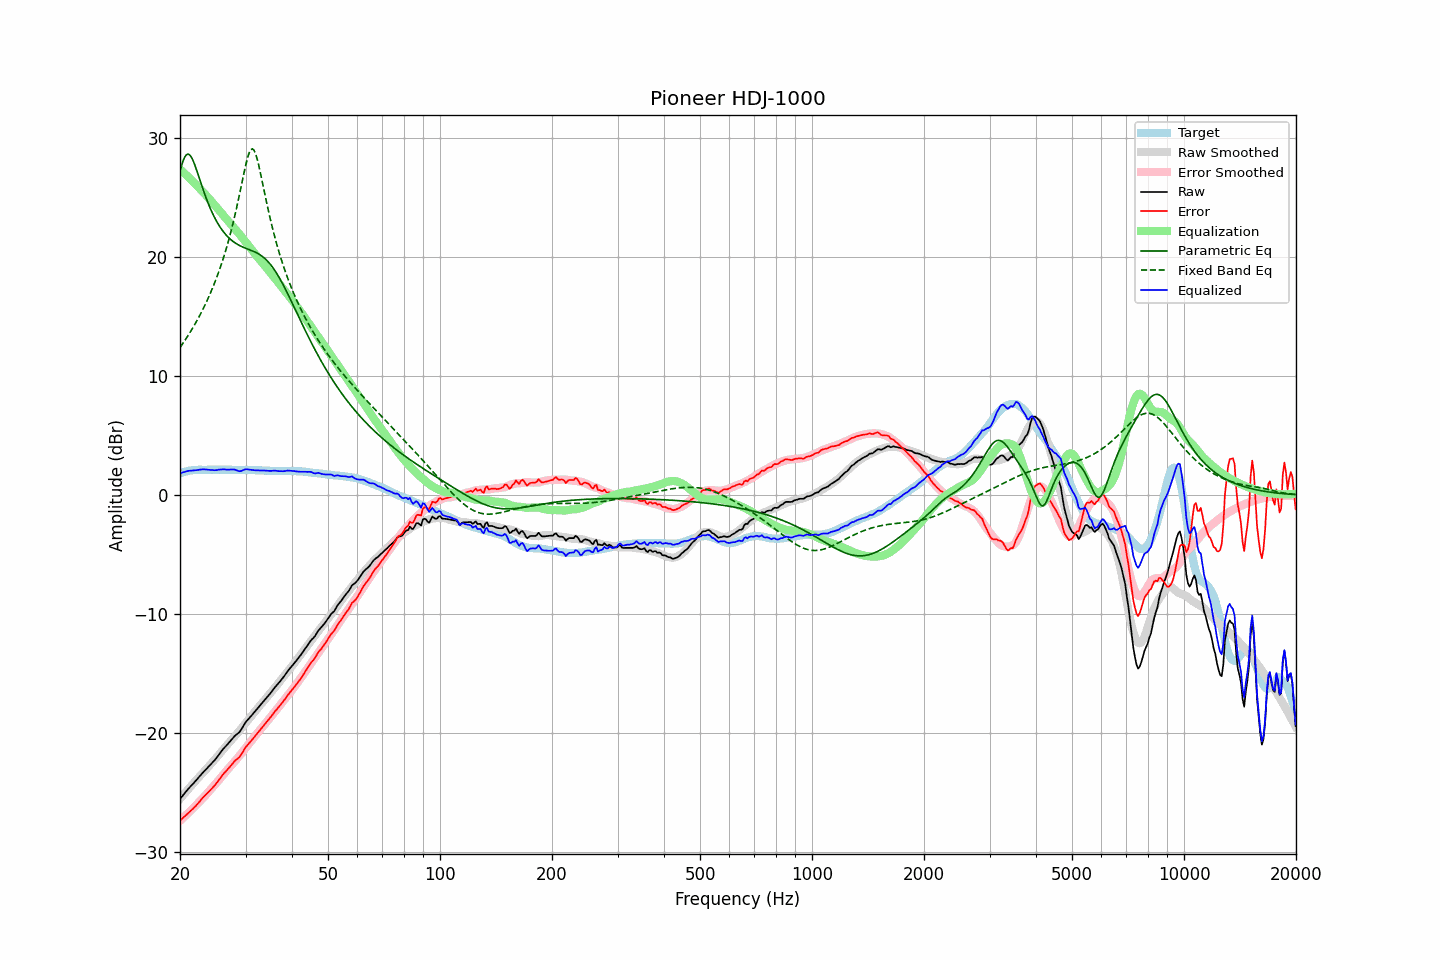 Pioneer HDJ-1000
Amplitude (dBr)
30
20
10
0
−10
−20
−30
20
50
100
200
500
1000
2000
5000
10000
20000
Frequency (Hz)
Target
Raw Smoothed
Error Smoothed
Raw
Error
Equalization
Parametric Eq
Fixed Band Eq
Equalized